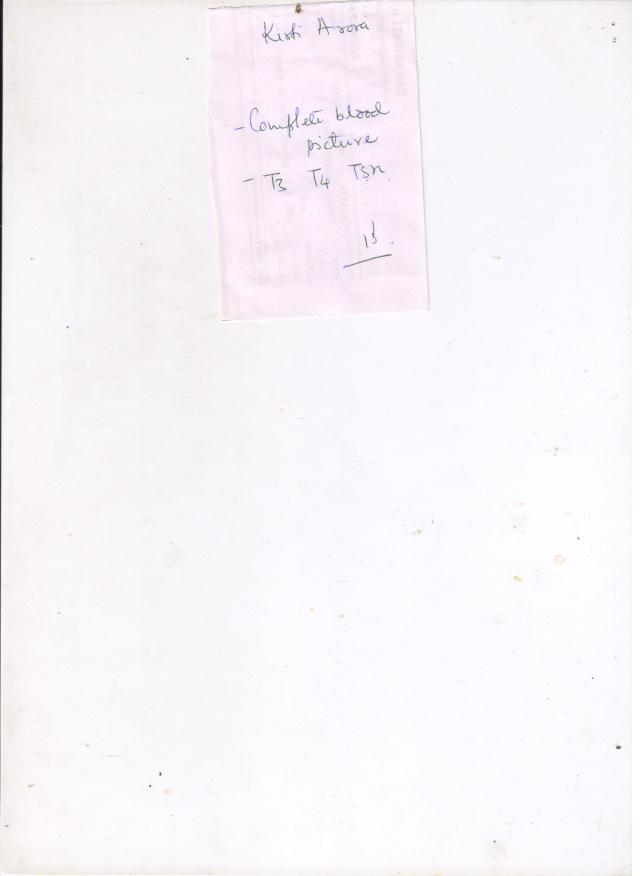 Kirti Arora
- Complete blood
picture
- T3 T4 TSH